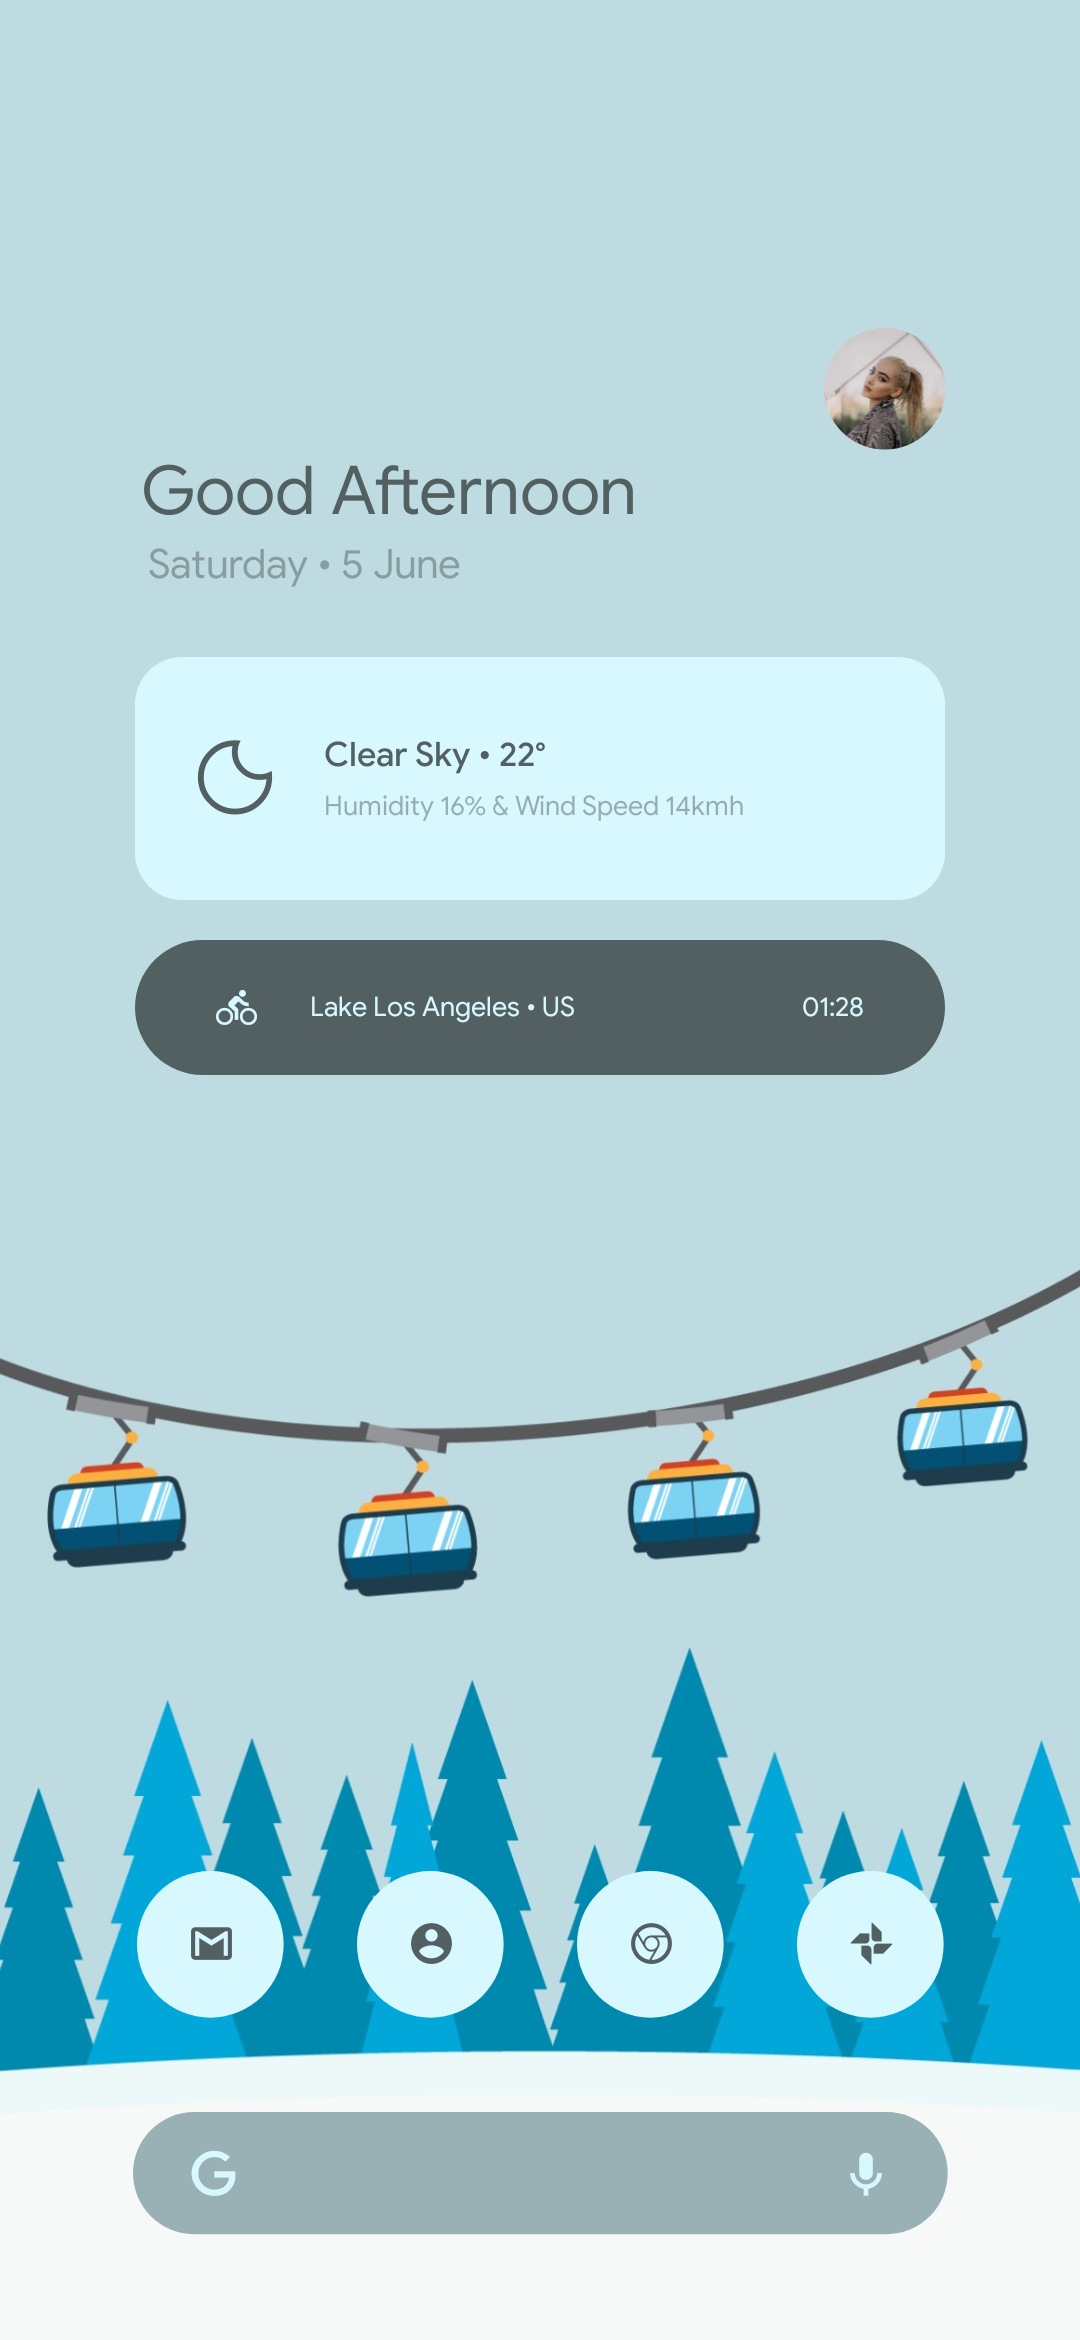 Good Afternoon
Saturday • 5 June
Clear Sky • 22°
Humidity 16% & Wind Speed 14kmh
Lake Los Angeles • US 01:28